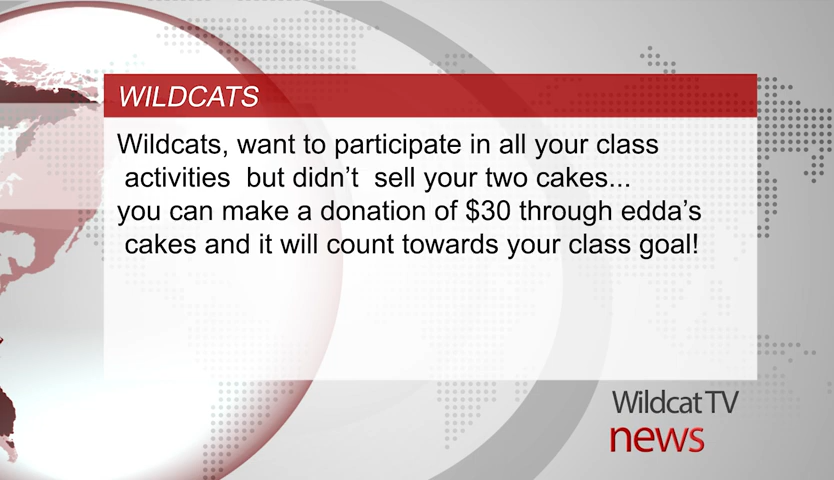 WILDCATS
Wildcats, want to participate in all your class
activities  but didn’t  sell your two cakes...
you can make a donation of $30 through edda’s
cakes and it will count towards your class goal!
Wildcat TV
news